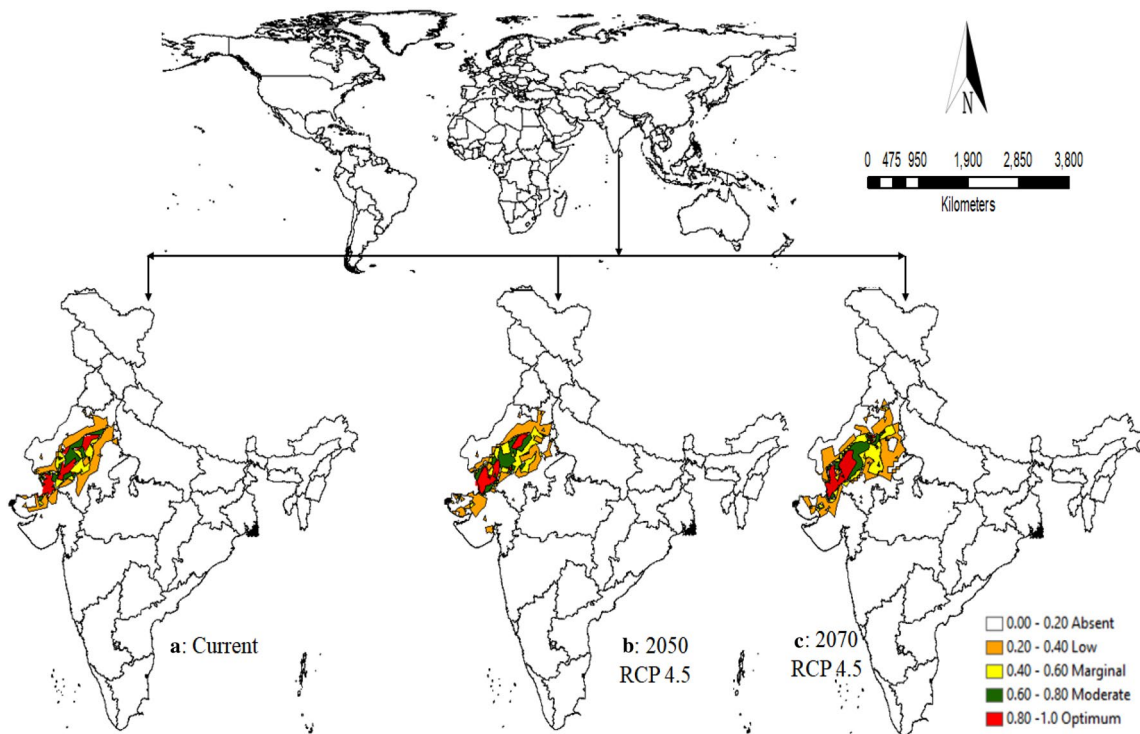 N
0 475 950 1,900 2,850 3,800
Kilometers
a: Current
b: 2050
RCP 4.5
c: 2070
RCP 4.5
0.00 - 0.20 Absent
0.20 - 0.40 Low
0.40 - 0.60 Marginal
0.60 - 0.80 Moderate
0.80 -1.0 Optimum